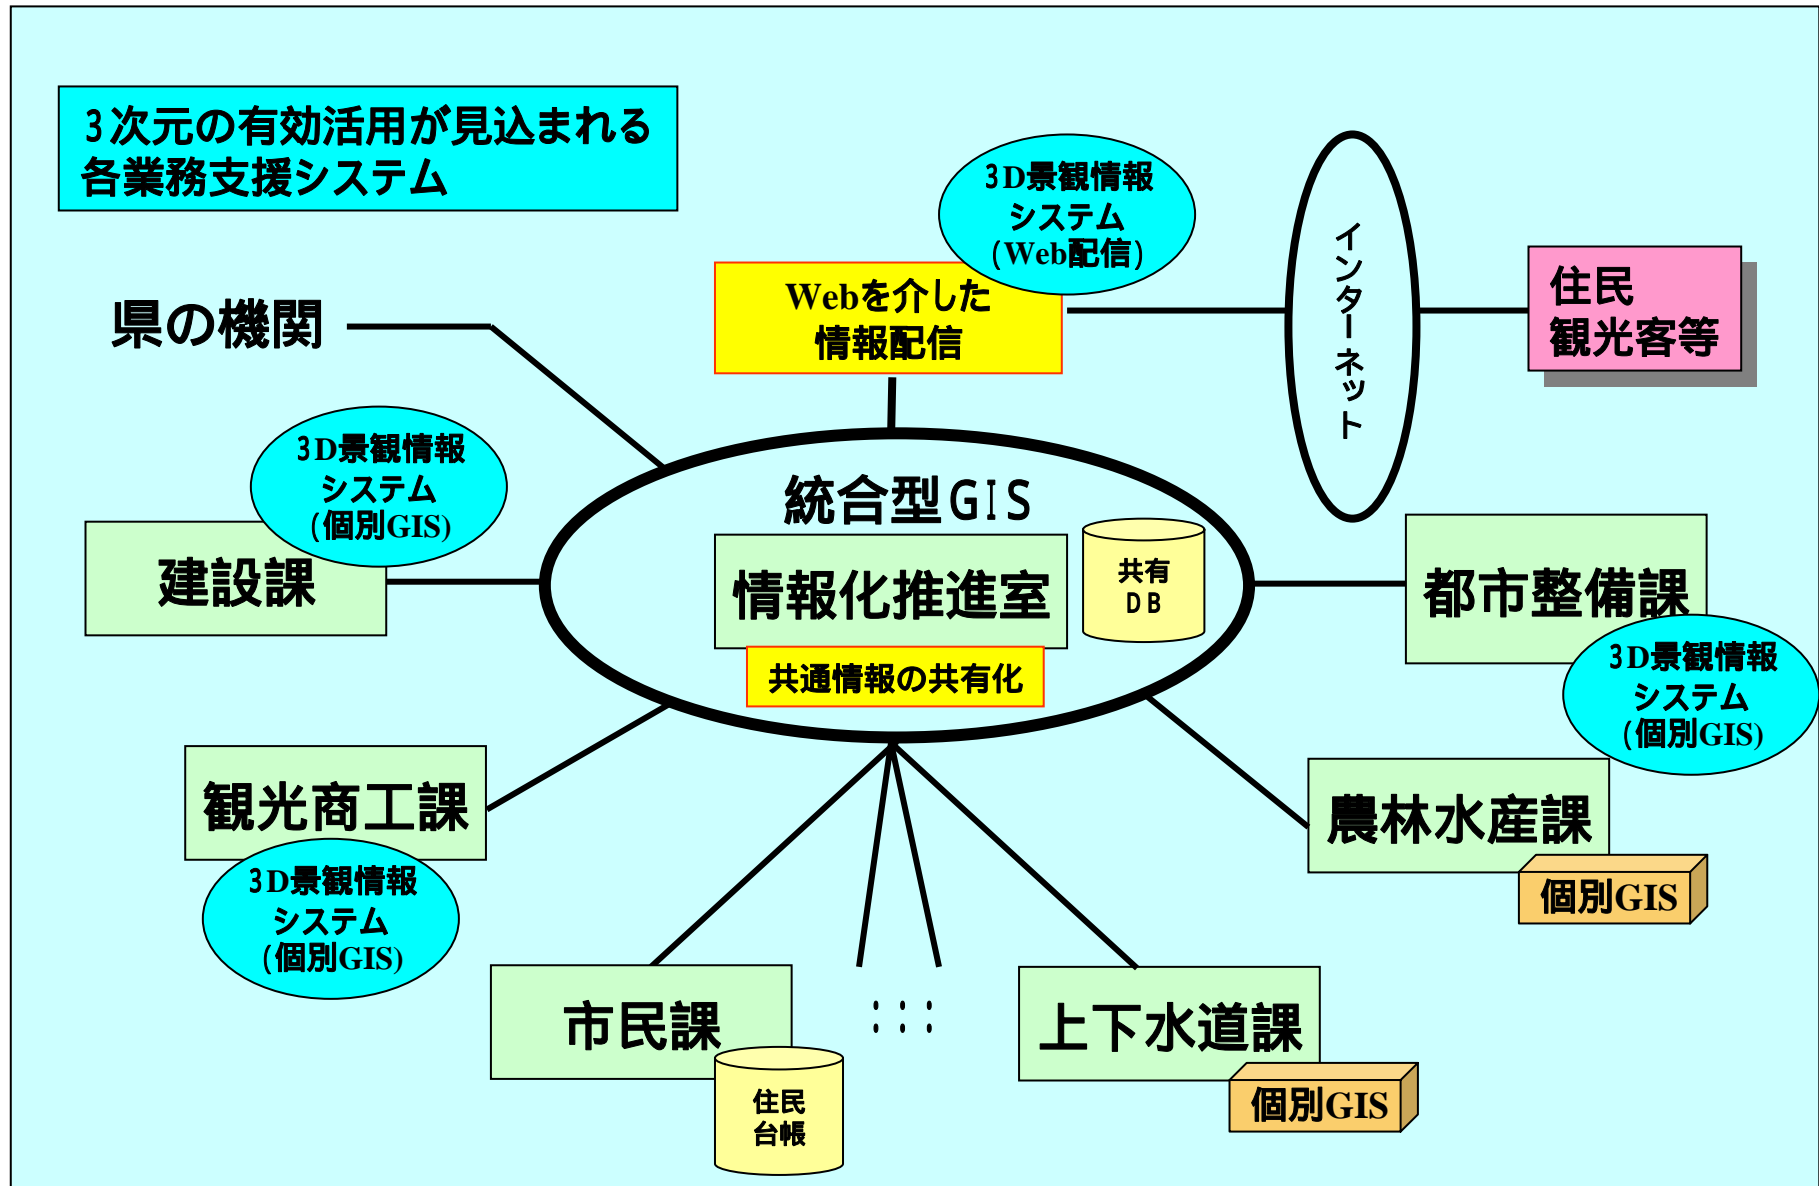 3次元の有効活用が見込まれる
各業務支援システム
3D景観情報
システム
(Web配信)
インターネット
住民
観光客等
Webを介した
情報配信
県の機関
3D景観情報
システム
(個別GIS)
建設課
統合型GIS
情報化推進室
共有
DB
共通情報の共有化
都市整備課
3D景観情報
システム
(個別GIS)
観光商工課
3D景観情報
システム
(個別GIS)
農林水産課
個別GIS
市民課
住民
台帳
：：：
上下水道課
個別GIS